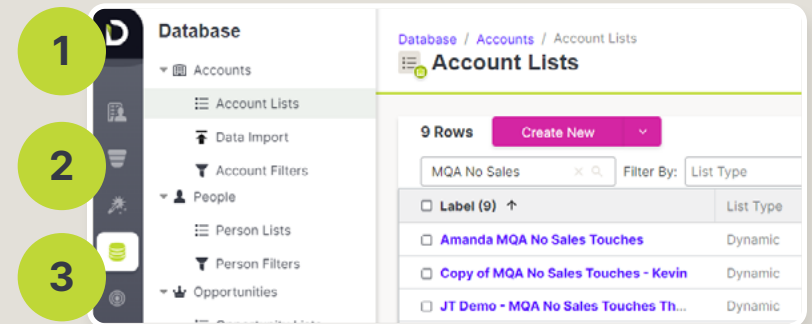 1
2
3
Database
Accounts
Account Lists
Data Import
Account Filters
People
Person Lists
Person Filters
Opportunities
Database / Accounts / Account Lists
Account Lists
9 Rows
Create New
MQA No Sales
Filter By:
List Type
Label (9) ↑
List Type
Amanda MQA No Sales Touches
Dynamic
Copy of MQA No Sales Touches - Kevin
Dynamic
JT Demo - MQA No Sales Touches Th...
Dynamic